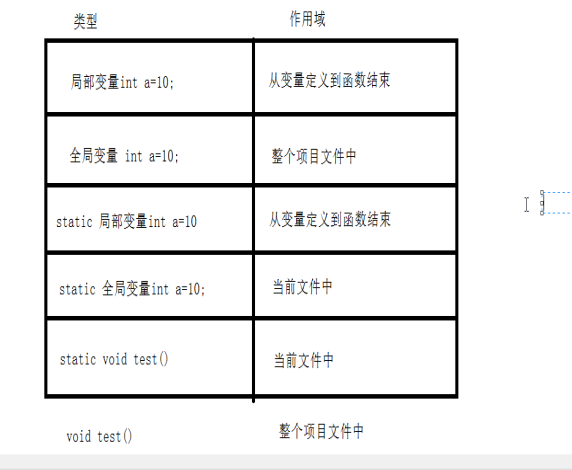 类型 作用域
局部变量int a=10; 从变量定义到函数结束
全局变量 int a=10; 整个项目文件中
static 局部变量int a=10 从变量定义到函数结束
static 全局变量int a=10; 当前文件中
static void test() 当前文件中
void test() 整个项目文件中